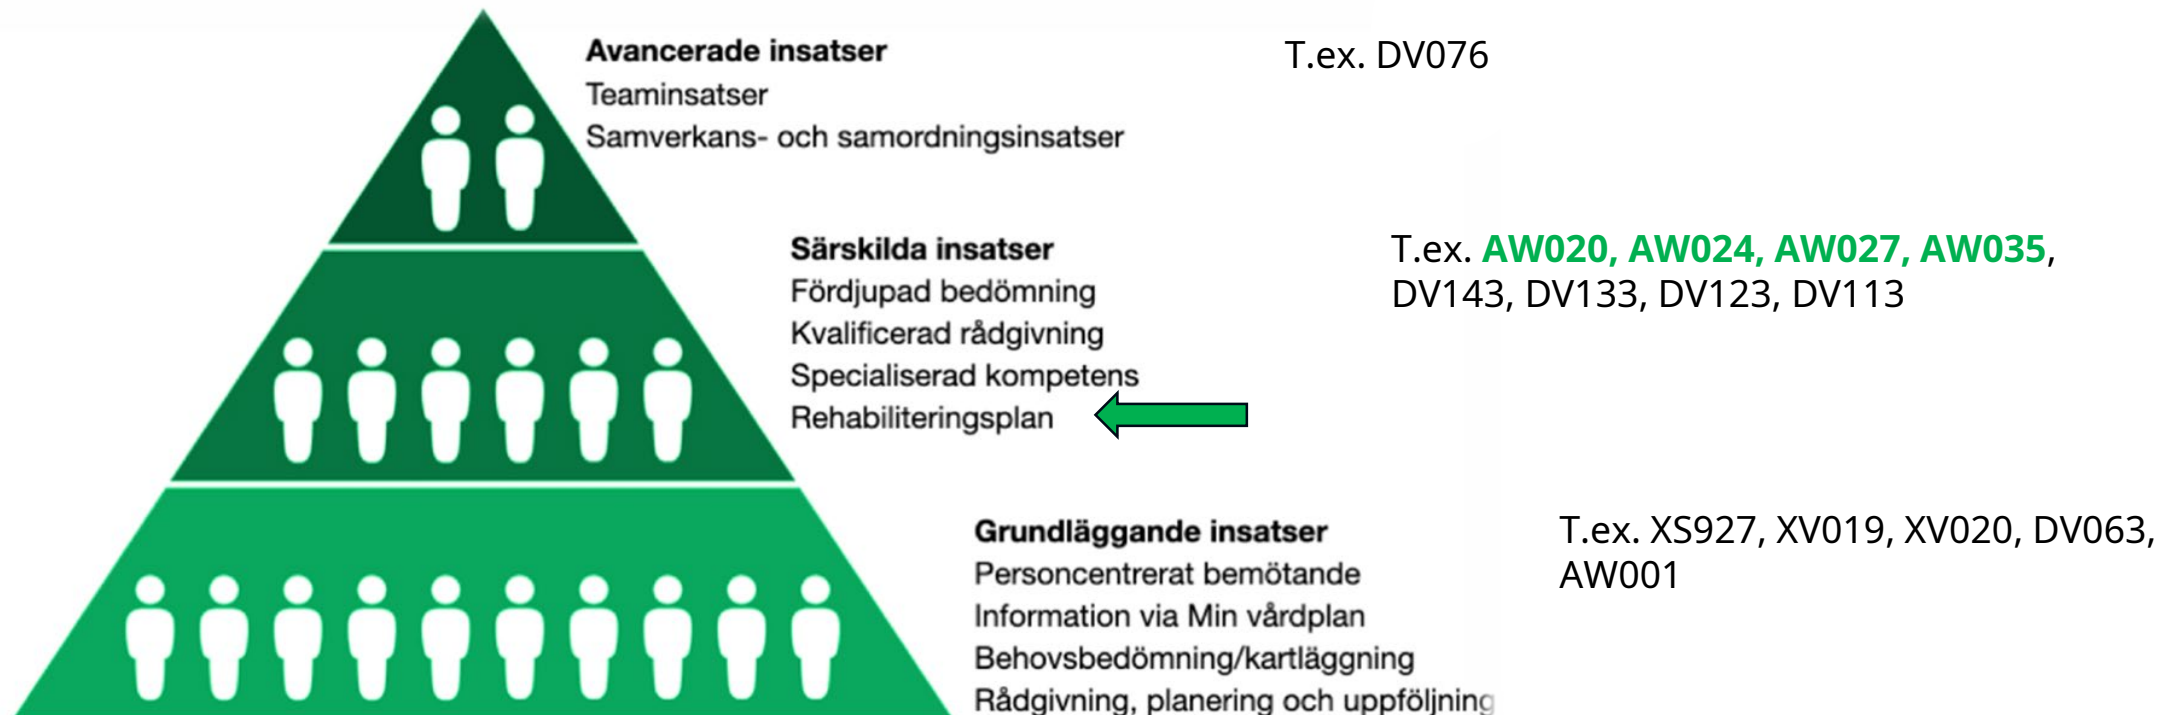 Avancerade insatser
Teaminsatser
Samverkans- och samordningsinsatser
T.ex. DV076
Särskilda insatser
Fördjupad bedömning
Kvalificerad rådgivning
Specialiserad kompetens
Rehabiliteringsplan
T.ex. AW020, AW024, AW027, AW035,
DV143, DV133, DV123, DV113
Grundläggande insatser
Personcentrerat bemötande
Information via Min vårdplan
Behovsbedömning/kartläggning
Rådgivning, planering och uppföljning
T.ex. XS927, XV019, XV020, DV063,
AW001